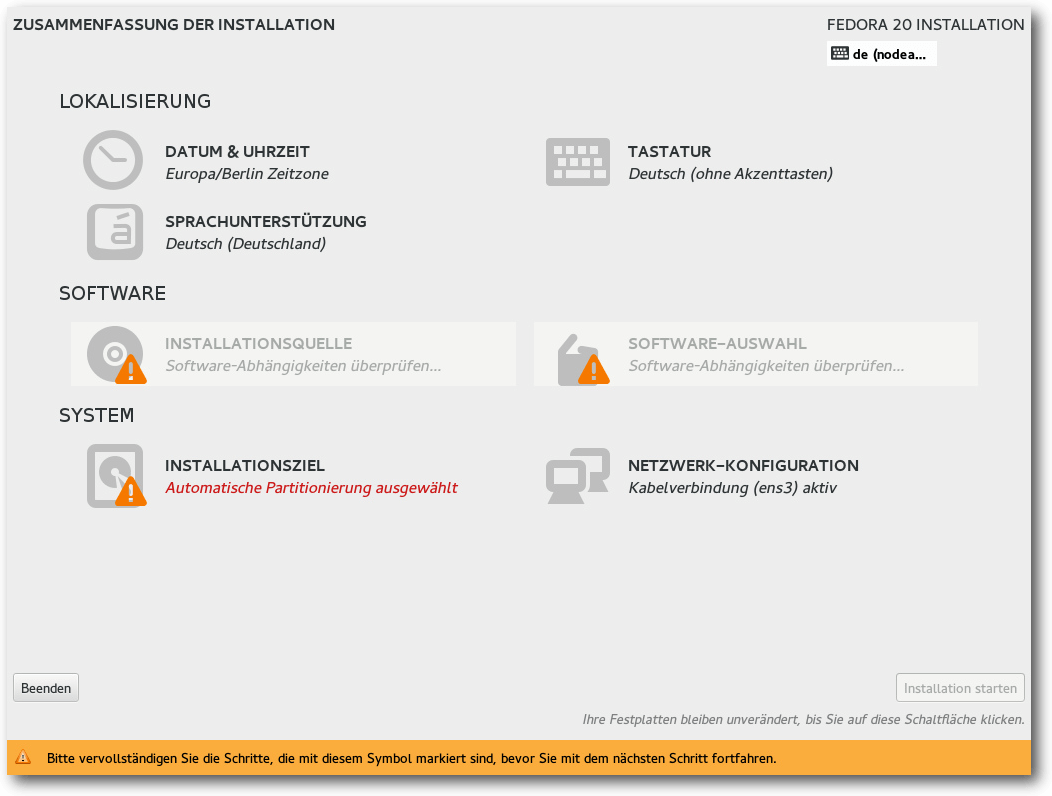 ZUSAMMENFASSUNG DER INSTALLATION
FEDORA 20 INSTALLATION
de (nodea...
LOKALISIERUNG
DATUM & UHRZEIT
Europa/Berlin Zeitzone
TASTATUR
Deutsch (ohne Akzenttasten)
SPRACHUNTERSTÜTZUNG
Deutsch (Deutschland)
SOFTWARE
INSTALLATIONSQUELLE
Software-Abhängigkeiten überprüfen...
SOFTWARE-AUSWAHL
Software-Abhängigkeiten überprüfen...
SYSTEM
INSTALLATIONSZIEL
Automatische Partitionierung ausgewählt
NETZWERK-KONFIGURATION
Kabelverbindung (ens3) aktiv
Beenden
Installation starten
Ihre Festplatten bleiben unverändert, bis Sie auf diese Schaltfläche klicken.
Bitte vervollständigen Sie die Schritte, die mit diesem Symbol markiert sind, bevor Sie mit dem nächsten Schritt fortfahren.